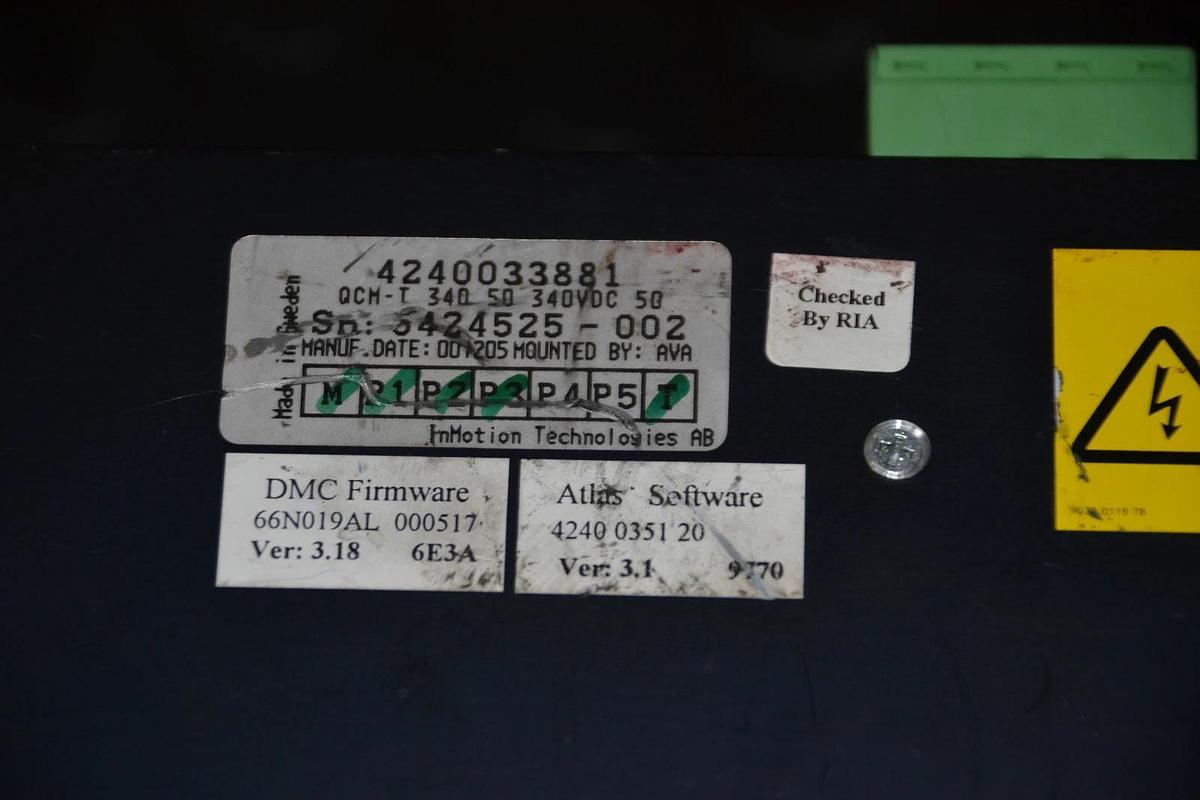 4240033881
QCM-T 340 50 340VDC 50
Made in Sweden
Sn: 5424525-002
MANUF.DATE: 001205 MOUNTED BY: AVA
M P1 P2 P3 P4 P5 T
InMotion Technologies AB
Checked
By RIA
DMC Firmware
66N019AL 000517
Ver: 3.18 6E3A
Atlas Software
4240 0351 20
Ver: 3.1